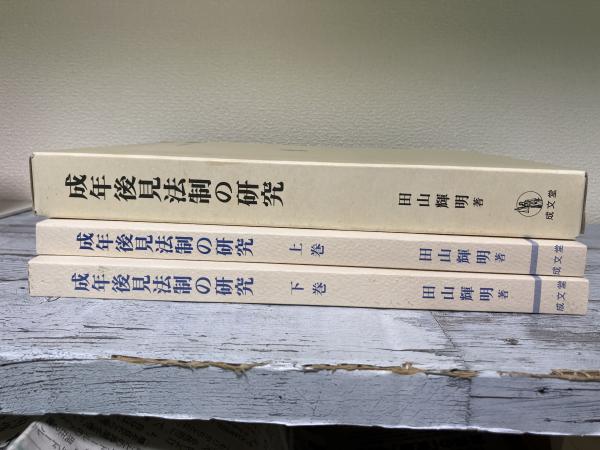 成年後見法制の研究 田山輝明 著 成文堂
成年後見法制の研究 上巻 田山輝明 著 成文堂
成年後見法制の研究 下巻 田山輝明 著 成文堂